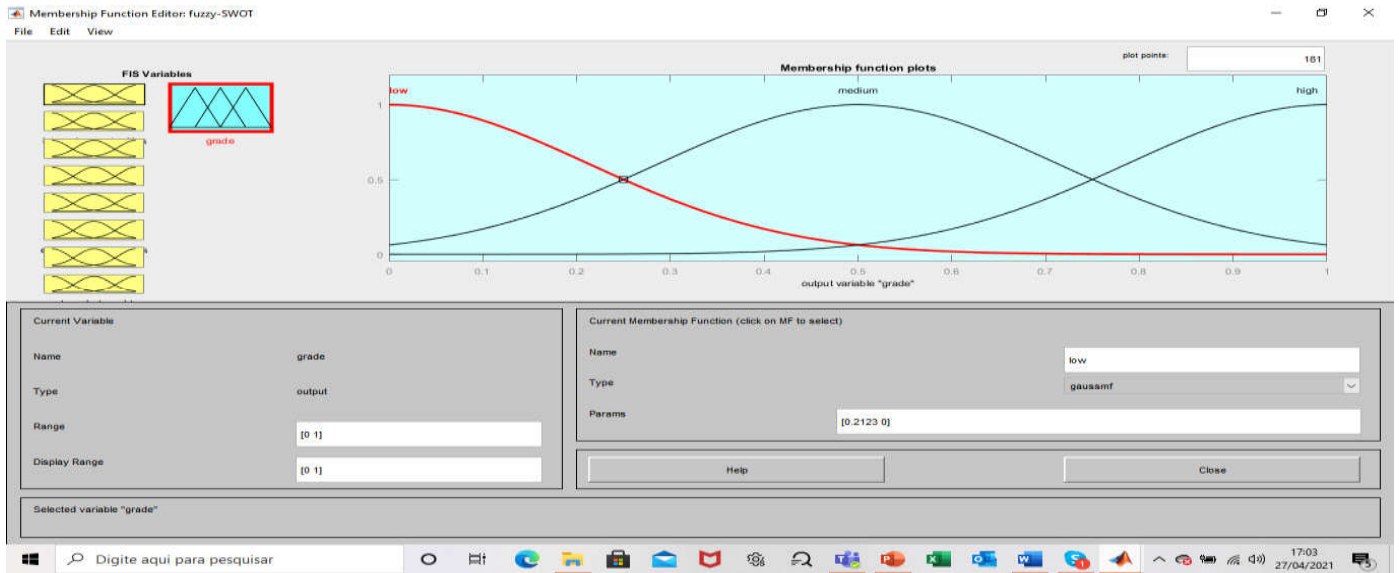 Membership Function Editor: fuzzy-SWOT
File Edit View
FIS Variables
grade
plot points:
181
Membership function plots
low
medium
high
1
0.5
0
0 0.1 0.2 0.3 0.4 0.5 0.6 0.7 0.8 0.9 1
output variable "grade"
Current Variable
Name grade
Type output
Range [0 1]
Display Range [0 1]
Current Membership Function (click on MF to select)
Name low
Type gaussmf
Params [0.2123 0]
Help Close
Selected variable "grade"
Digite aqui para pesquisar
17:03
27/04/2021